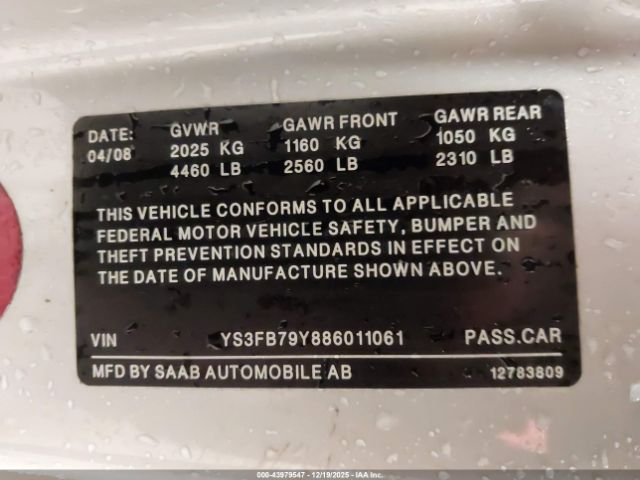 DATE: GVWR GAWR FRONT GAWR REAR
04/08 2025 KG 1160 KG 1050 KG
4460 LB 2560 LB 2310 LB
THIS VEHICLE CONFORMS TO ALL APPLICABLE
FEDERAL MOTOR VEHICLE SAFETY, BUMPER AND
THEFT PREVENTION STANDARDS IN EFFECT ON
THE DATE OF MANUFACTURE SHOWN ABOVE.
VIN YS3FB79Y886011061 PASS.CAR
MFD BY SAAB AUTOMOBILE AB 12783809
000-43979547 - 12/19/2025 - IAA Inc.